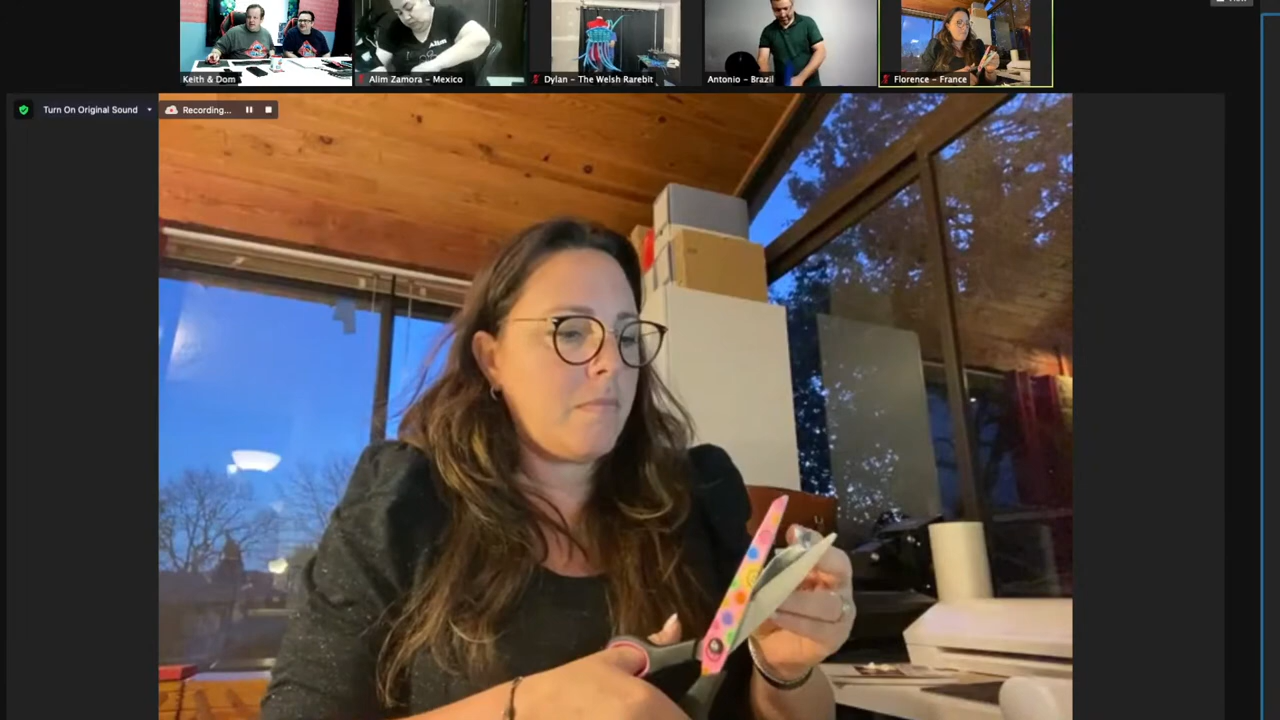 Keith & Dom
Alim Zamora – Mexico
Dylan - The Welsh Rarebit
Antonio – Brazil
Florence – France
Turn On Original Sound
Recording...